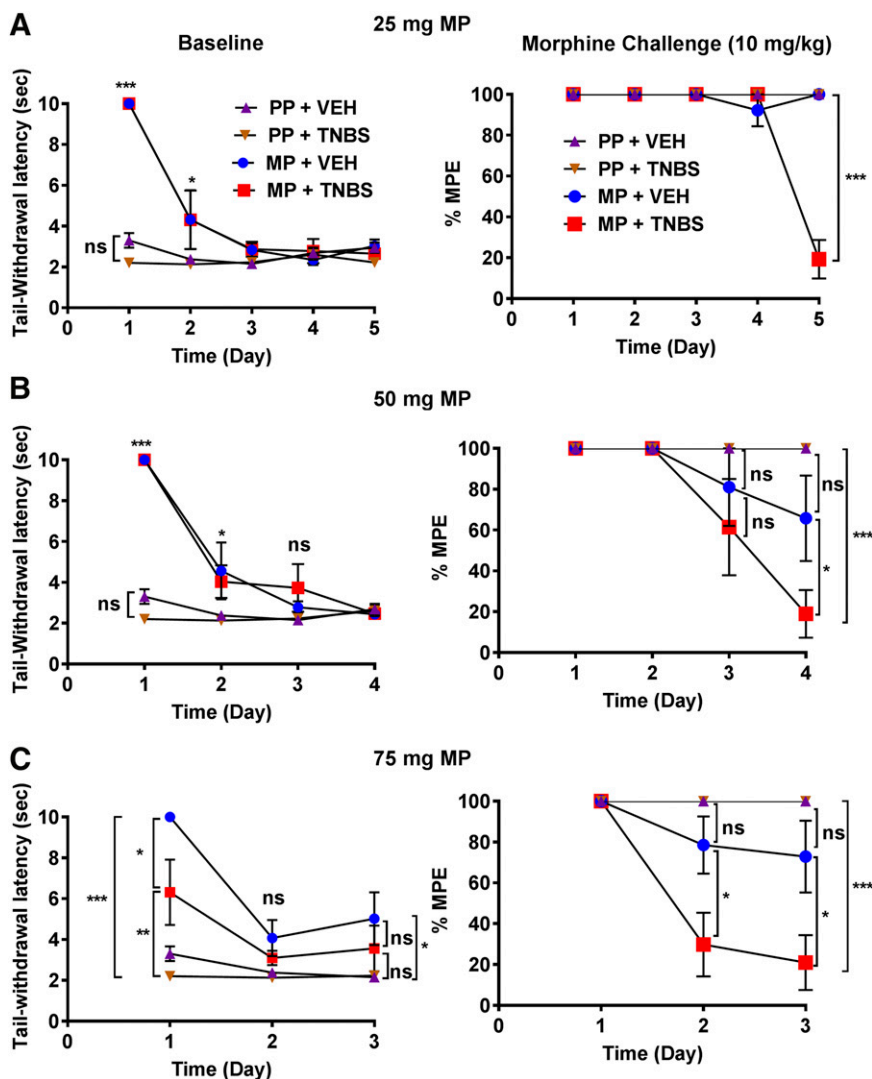 A
25 mg MP
Baseline
Morphine Challenge (10 mg/kg)
Tail-Withdrawal latency (sec)
10
8
6
4
2
0
***
*
ns
PP + VEH
PP + TNBS
MP + VEH
MP + TNBS
0 1 2 3 4 5
Time (Day)
% MPE
100
80
60
40
20
0
PP + VEH
PP + TNBS
MP + VEH
MP + TNBS
***
0 1 2 3 4 5
Time (Day)
B
50 mg MP
Tail-Withdrawal latency (sec)
10
8
6
4
2
0
***
*
ns
ns
0 1 2 3 4
Time (Day)
% MPE
100
80
60
40
20
0
ns
ns
ns
*
***
0 1 2 3 4
Time (Day)
C
75 mg MP
Tail-withdrawal latency (sec)
10
8
6
4
2
0
***
*
**
ns
ns
ns
*
0 1 2 3
Time (Day)
% MPE
100
80
60
40
20
0
ns
*
ns
*
***
0 1 2 3
Time (Day)